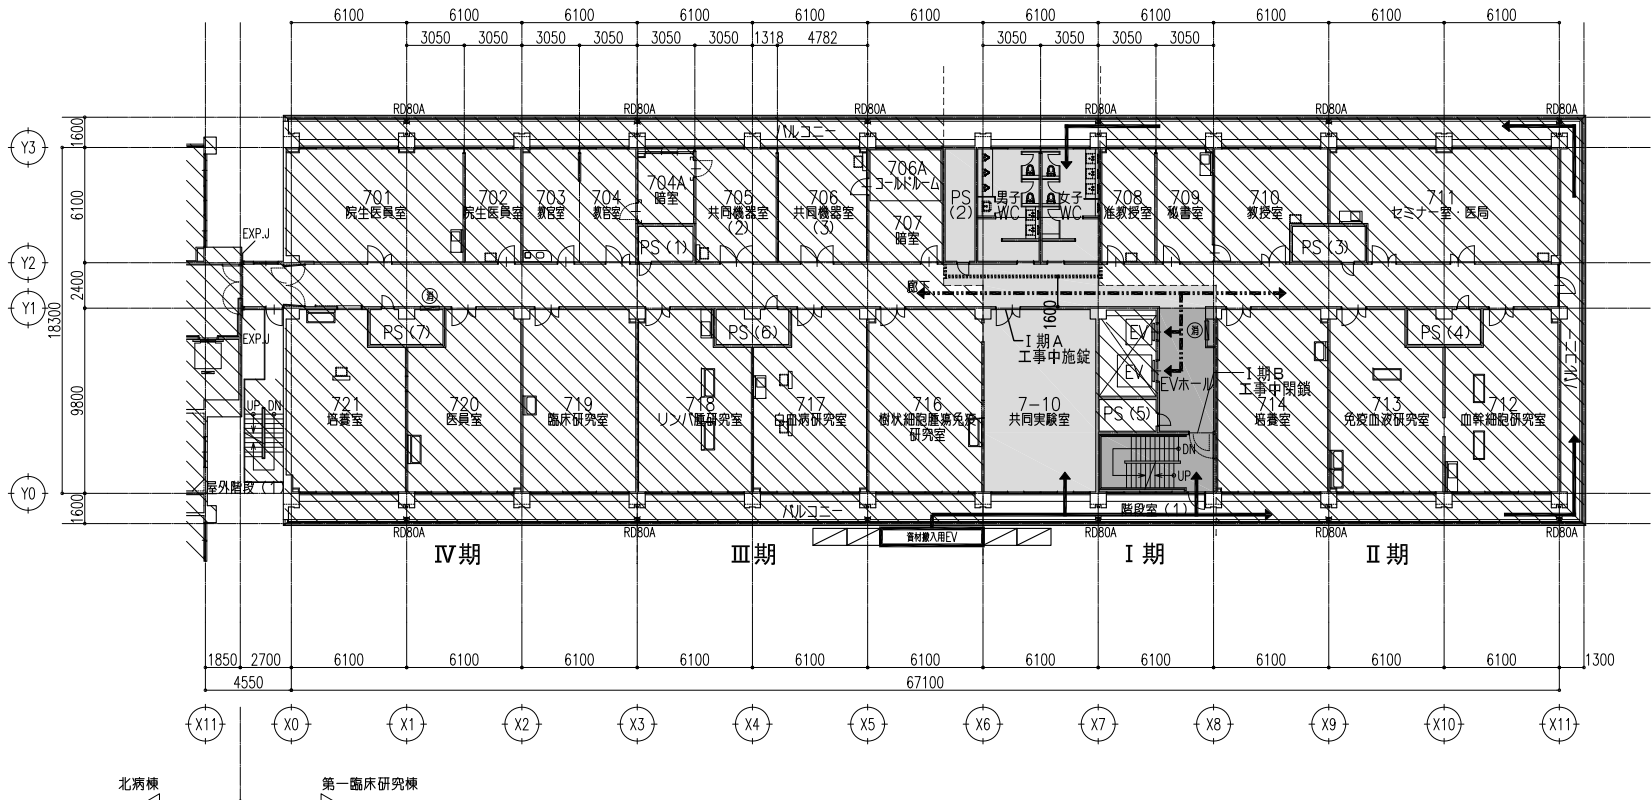 6100 6100 6100 6100 6100 6100 6100 6100 6100 6100 6100
3050 3050 3050 3050 3050 3050 1318 4782 3050 3050 3050 3050
RD80A RD80A RD80A RD80A RD80A RD80A
バルコニー
Y3
1600
6100
Y2
2400
Y1
18300
9800
Y0
1600
701
院生医員室
702
院生医員室
703
教官室
704
教官室
704A
暗室
PS(1)
705
共同機器室
(2)
706
共同機器室
(3)
706A
コールドルーム
707
暗室
PS
(2)
男子
WC
女子
WC
708
准教授室
709
秘書室
710
教授室
PS(3)
711
セミナー室・医局
EXP.J
廊下
消
1600
EXP.J
UP DN
屋外階段(1)
PS(7)
721
培養室
720
医員室
719
臨床研究室
PS(6)
718
リンパ腫研究室
717
白血病研究室
716
樹状細胞腫瘍免疫
研究室
Ⅰ期A
工事中施錠
7-10
共同実験室
EV
EV
消
EVホール
PS(5)
DN
UP
階段室(1)
Ⅰ期B
工事中閉鎖
714
培養室
713
免疫血液研究室
PS(4)
712
血幹細胞研究室
バルコニー
バルコニー
RD80A RD80A RD80A RD80A RD80A
資材搬入用EV
Ⅳ期 Ⅲ期 Ⅰ期 Ⅱ期
1850 2700 6100 6100 6100 6100 6100 6100 6100 6100 6100 6100 6100 1300
4550 67100
X11 X0 X1 X2 X3 X4 X5 X6 X7 X8 X9 X10 X11
北病棟 第一臨床研究棟